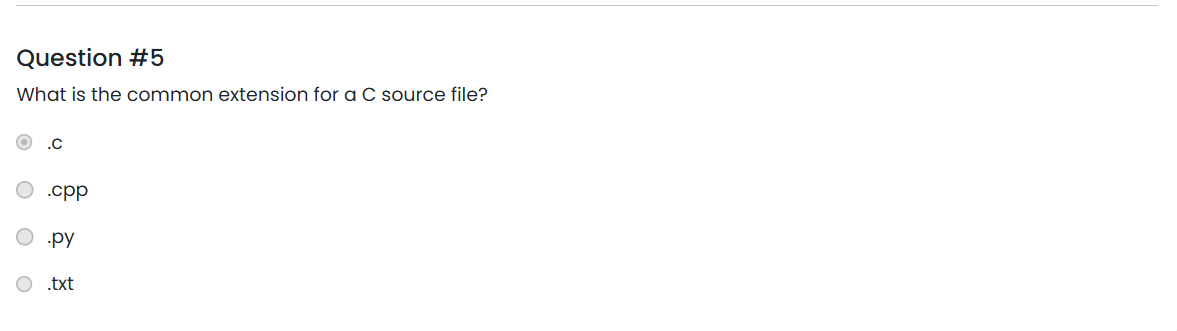 Question #5
What is the common extension for a C source file?
.c
.cpp
.py
.txt